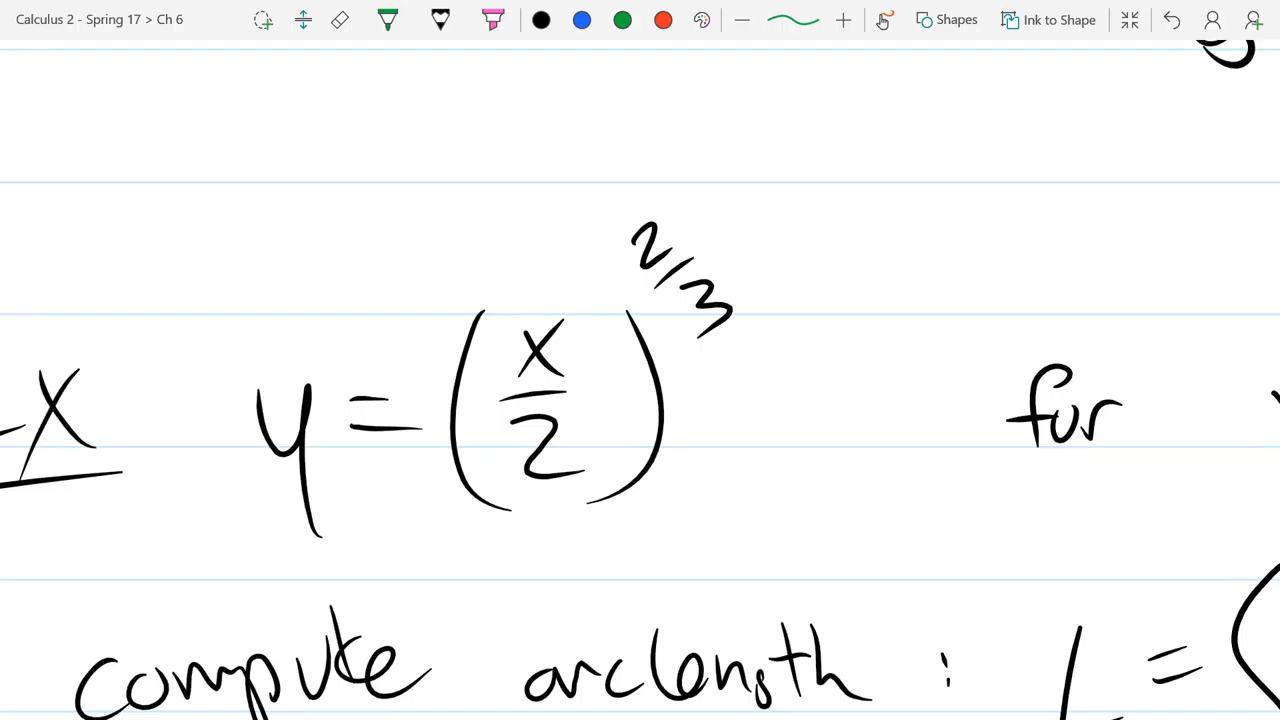 Calculus 2 - Spring 17 > Ch 6
Shapes
Ink to Shape
x y = (x/2)^2/3 for
compute arclength : L =